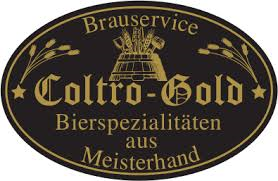 Brauservice
Coltro-Gold
Bierspezialitäten
aus
Meisterhand